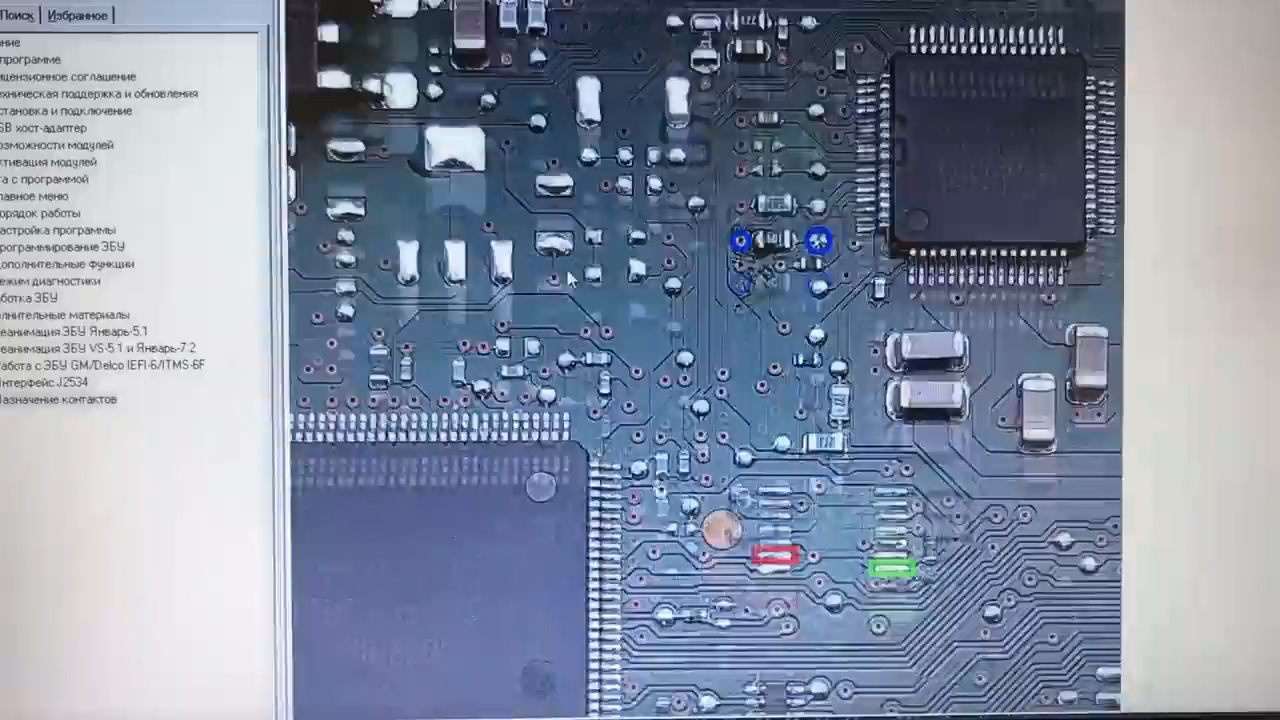 Поиск Избранное
ние
программе
цензионное соглашение
ехническая поддержка и обновления
становка и подключение
SB хост-адаптер
озможности модулей
ктивация модулей
та с программой
лавное меню
орядок работы
астройка программы
рограммирование ЭБУ
ополнительные функции
ежим диагностики
ботка ЭБУ
лнительные материалы
еанимация ЭБУ Январь-5.1
еанимация ЭБУ VS-5.1 и Январь-7.2
абота с ЭБУ GM/Delco IEFI-6/ITMS-6F
нтерфейс J2534
азначение контактов